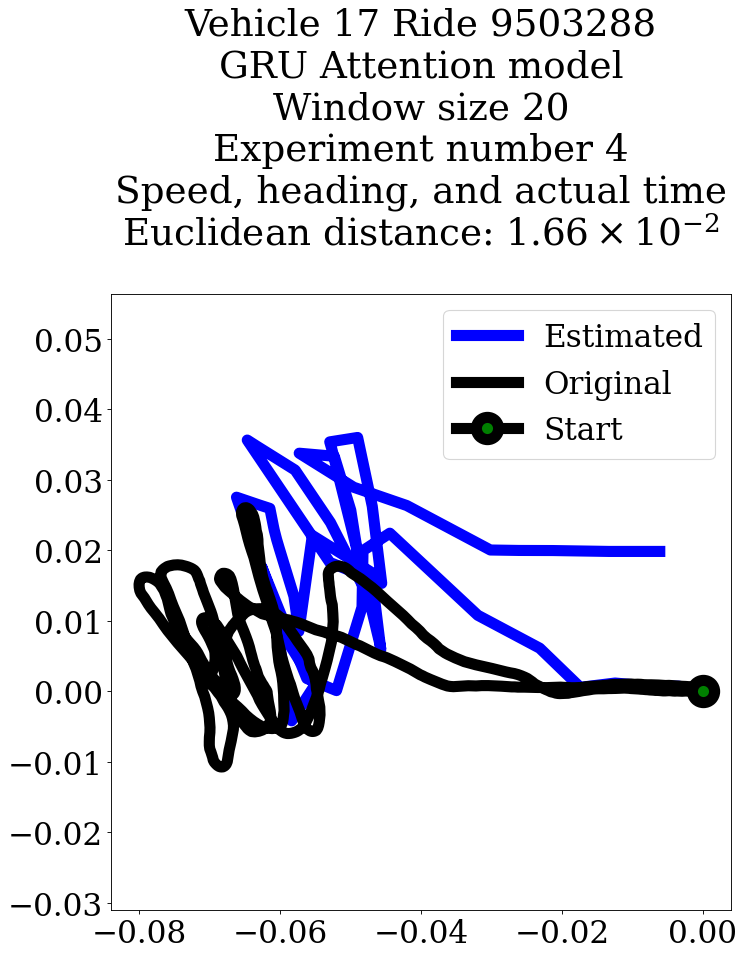 Vehicle 17 Ride 9503288
GRU Attention model
Window size 20
Experiment number 4
Speed, heading, and actual time
Euclidean distance: 1.66 × 10⁻²
Estimated
Original
Start
0.05
0.04
0.03
0.02
0.01
0.00
−0.01
−0.02
−0.03
−0.08 −0.06 −0.04 −0.02 0.00